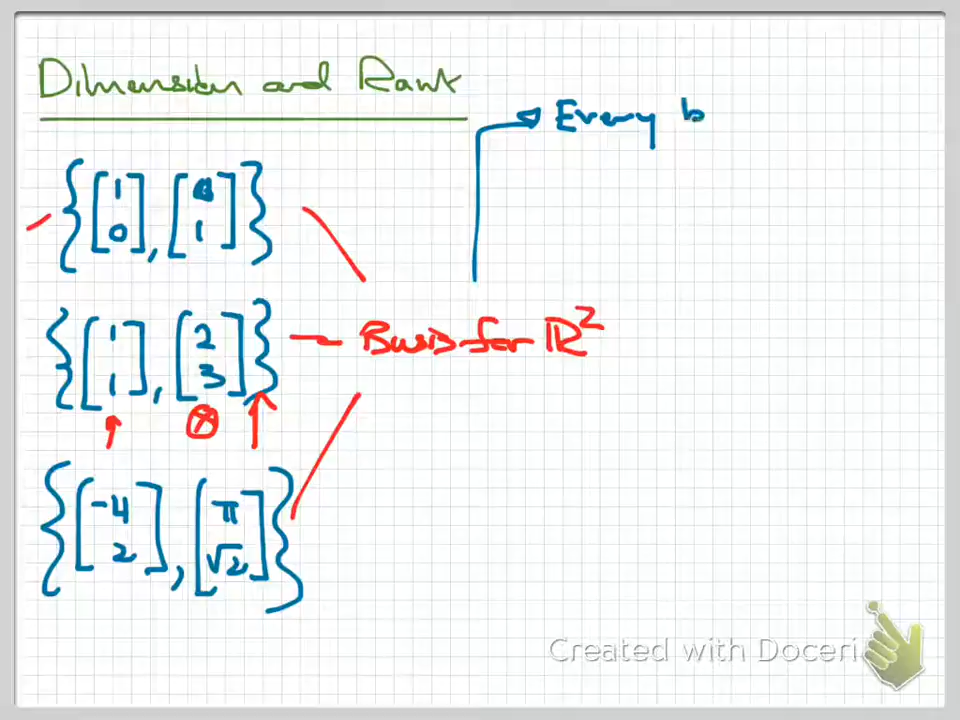 Dimension and Rank
Every b
{[1 0], [0 1]}
{[1 1], [2 3]}
Basis for ℝ²
{[-4 2], [π √2]}
Created with Doceri